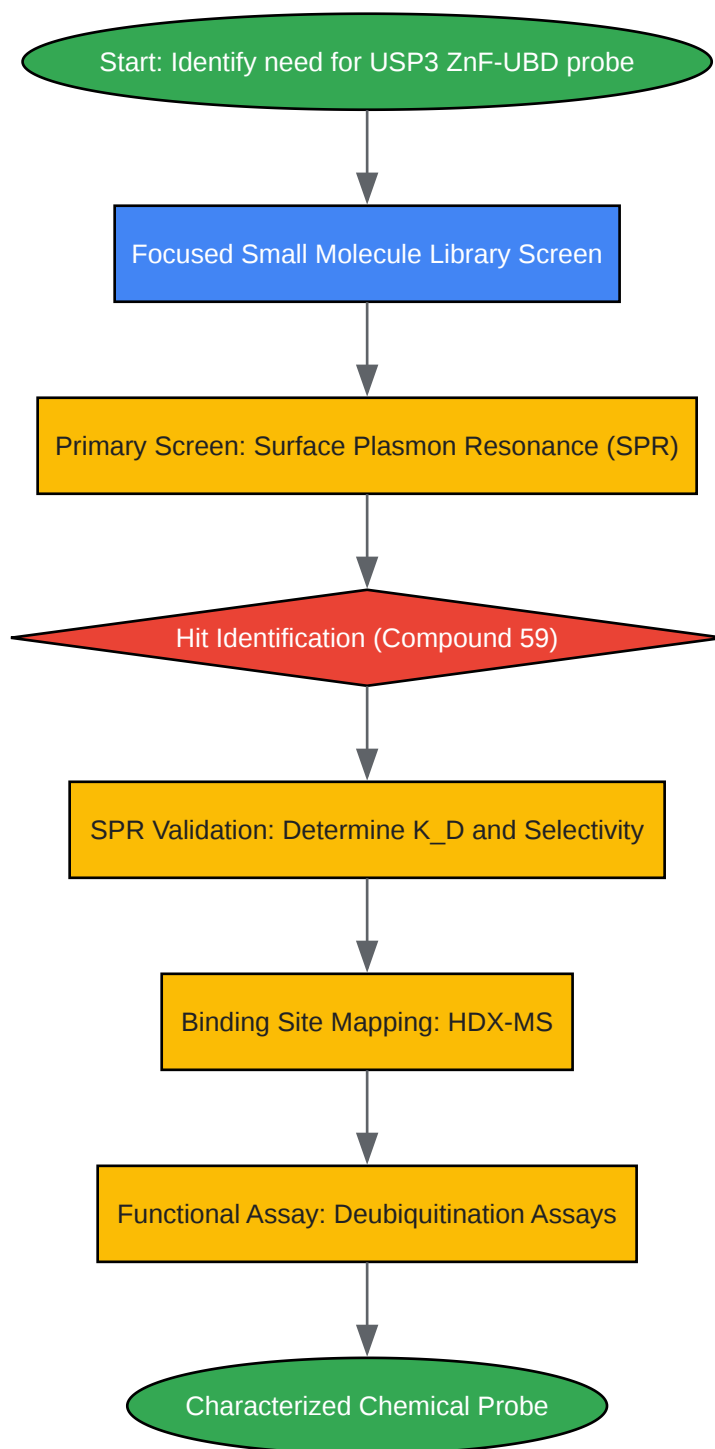 Start: Identify need for USP3 ZnF-UBD probe
Focused Small Molecule Library Screen
Primary Screen: Surface Plasmon Resonance (SPR)
Hit Identification (Compound 59)
SPR Validation: Determine K_D and Selectivity
Binding Site Mapping: HDX-MS
Functional Assay: Deubiquitination Assays
Characterized Chemical Probe